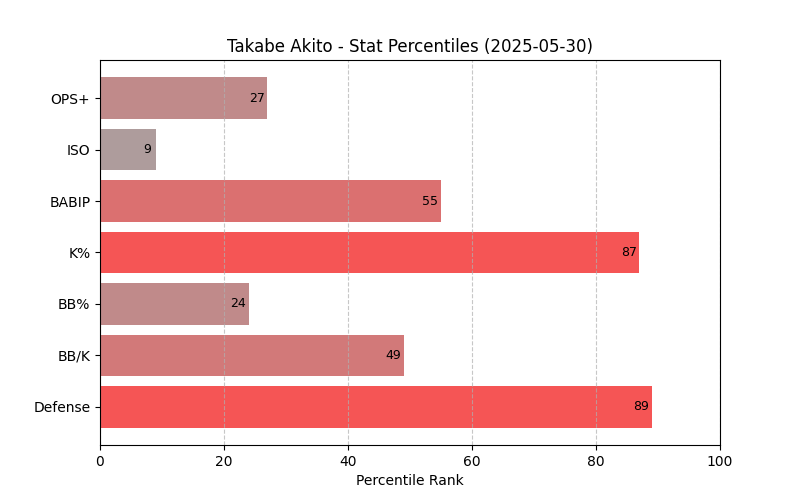 Takabe Akito - Stat Percentiles (2025-05-30)
OPS+ 27
ISO 9
BABIP 55
K% 87
BB% 24
BB/K 49
Defense 89
0 20 40 60 80 100
Percentile Rank